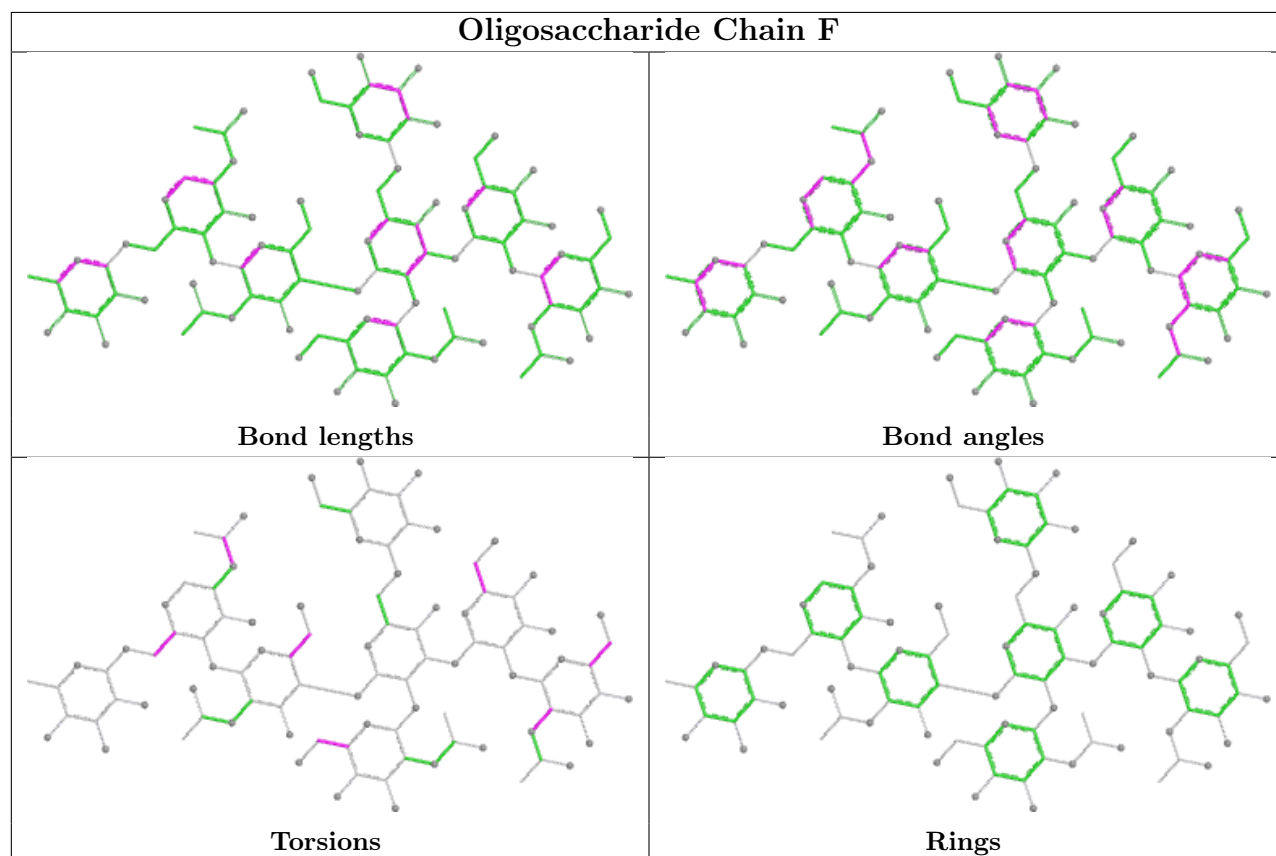 Oligosaccharide Chain F
Bond lengths
Bond angles
Torsions
Rings